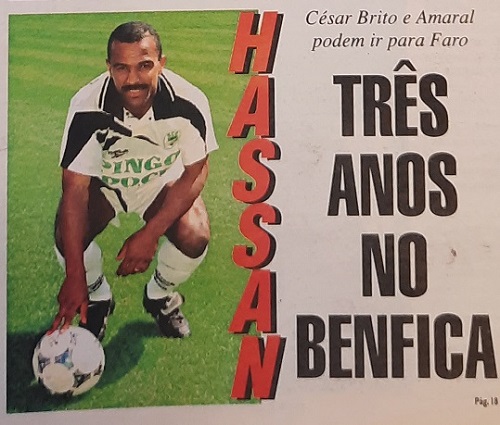 César Brito e Amaral
podem ir para Faro
HASSAN
TRÊS
ANOS
NO
BENFICA
PINGO
DOCE
Pág. 18